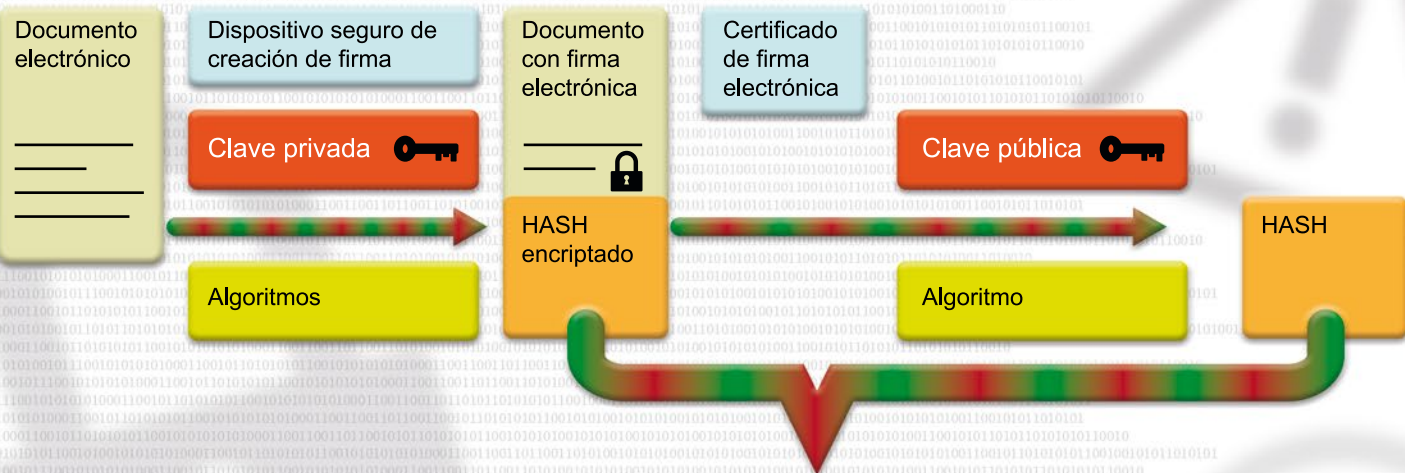 Documento
electrónico
Dispositivo seguro de
creación de firma
Clave privada
Algoritmos
Documento
con firma
electrónica
HASH
encriptado
Certificado
de firma
electrónica
Clave pública
Algoritmo
HASH